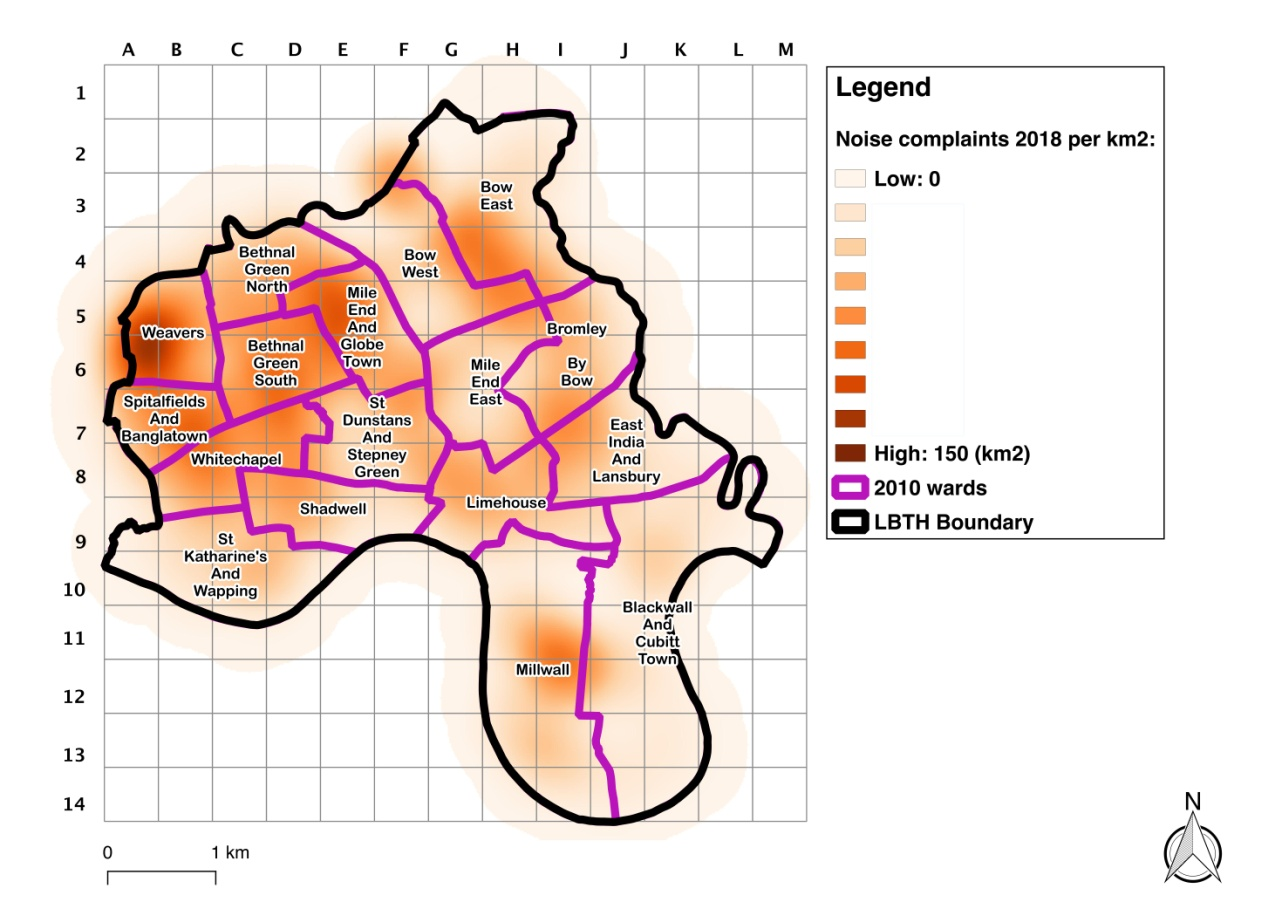 A B C D E F G H I J K L M
1
2
3
4
5
6
7
8
9
10
11
12
13
14
Bow
East
Bethnal
Green
North
Bow
West
Mile
End
And
Globe
Town
Weavers
Bromley
By
Bow
Bethnal
Green
South
Mile
End
East
Spitalfields
And
Banglatown
St
Dunstans
And
Stepney
Green
East
India
And
Lansbury
Whitechapel
Shadwell
Limehouse
St
Katharine's
And
Wapping
Blackwall
And
Cubitt
Town
Millwall
0 1 km
Legend
Noise complaints 2018 per km2:
Low: 0
High: 150 (km2)
2010 wards
LBTH Boundary
N